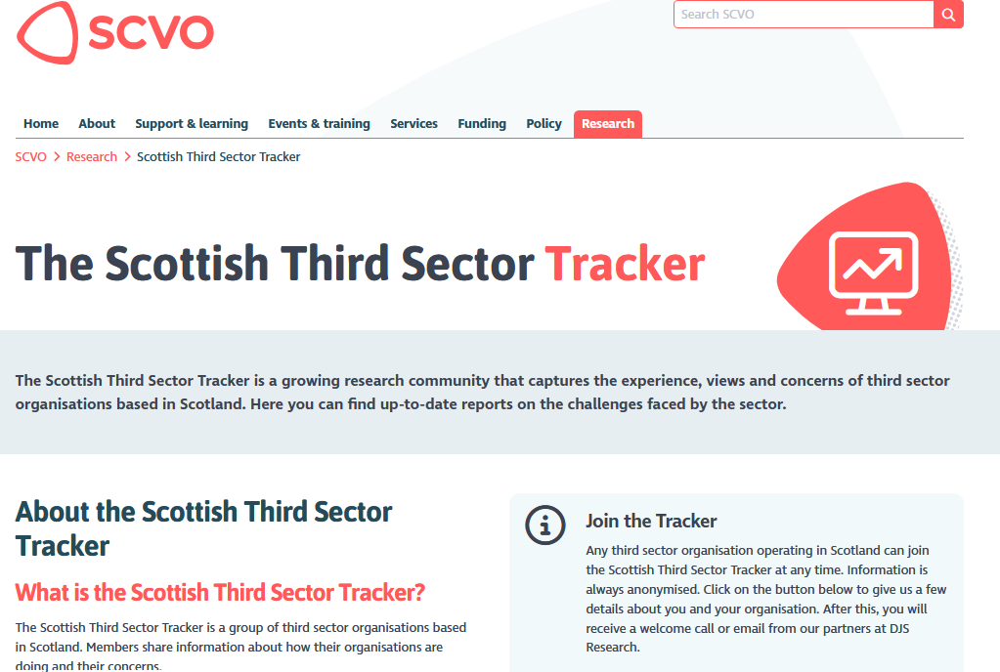 SCVO
Search SCVO
Home About Support & learning Events & training Services Funding Policy Research
SCVO > Research > Scottish Third Sector Tracker
The Scottish Third Sector Tracker
The Scottish Third Sector Tracker is a growing research community that captures the experience, views and concerns of third sector
organisations based in Scotland. Here you can find up-to-date reports on the challenges faced by the sector.
About the Scottish Third Sector
Tracker
What is the Scottish Third Sector Tracker?
The Scottish Third Sector Tracker is a group of third sector organisations based
in Scotland. Members share information about how their organisations are
doing and their concerns.
Join the Tracker
Any third sector organisation operating in Scotland can join
the Scottish Third Sector Tracker at any time. Information is
always anonymised. Click on the button below to give us a few
details about you and your organisation. After this, you will
receive a welcome call or email from our partners at DJS
Research.